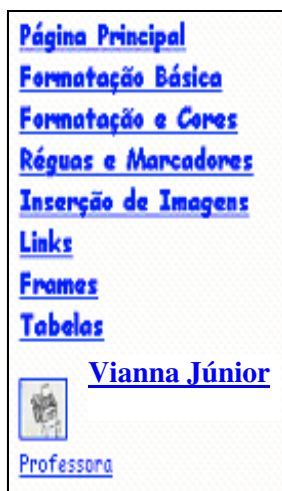 Página Principal
Formatação Básica
Formatação e Cores
Réguas e Marcadores
Inserção de Imagens
Links
Frames
Tabelas
Vianna Júnior
Professora